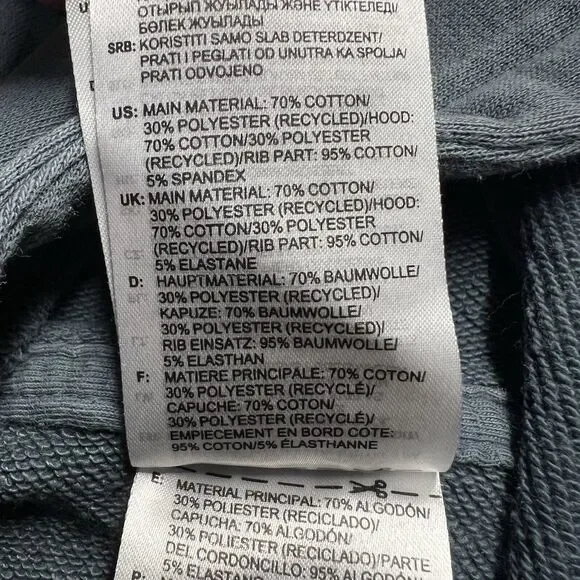 ОТЫРЫП ЖУЫЛАДЫ ЖӘНЕ ҮТІКТЕЛЕДІ/
БӨЛЕК ЖУЫЛАДЫ
SRB: KORISTITI SAMO SLAB DETERDZENT/
PRATI I PEGLATI OD UNUTRA KA SPOLJA/
PRATI ODVOJENO
US: MAIN MATERIAL: 70% COTTON/
30% POLYESTER (RECYCLED)/HOOD:
70% COTTON/30% POLYESTER
(RECYCLED)/RIB PART: 95% COTTON/
5% SPANDEX
UK: MAIN MATERIAL: 70% COTTON/
30% POLYESTER (RECYCLED)/HOOD:
70% COTTON/30% POLYESTER
(RECYCLED)/RIB PART: 95% COTTON/
5% ELASTANE
D: HAUPTMATERIAL: 70% BAUMWOLLE/
30% POLYESTER (RECYCLED)/
KAPUZE: 70% BAUMWOLLE/
30% POLYESTER (RECYCLED)/
RIB EINSATZ: 95% BAUMWOLLE/
5% ELASTHAN
F: MATIERE PRINCIPALE: 70% COTON/
30% POLYESTER (RECYCLÉ)/
CAPUCHE: 70% COTON/
30% POLYESTER (RECYCLÉ)/
EMPIECEMENT EN BORD COTE:
95% COTON/5% ÉLASTHANNE
E: MATERIAL PRINCIPAL: 70% ALGODÓN/
30% POLIESTER (RECICLADO)/
CAPUCHA: 70% ALGODÓN/
30% POLIESTER (RECICLADO)/PARTE
DEL CORDONCILLO: 95% ALGODÓN/
5% ELASTANO